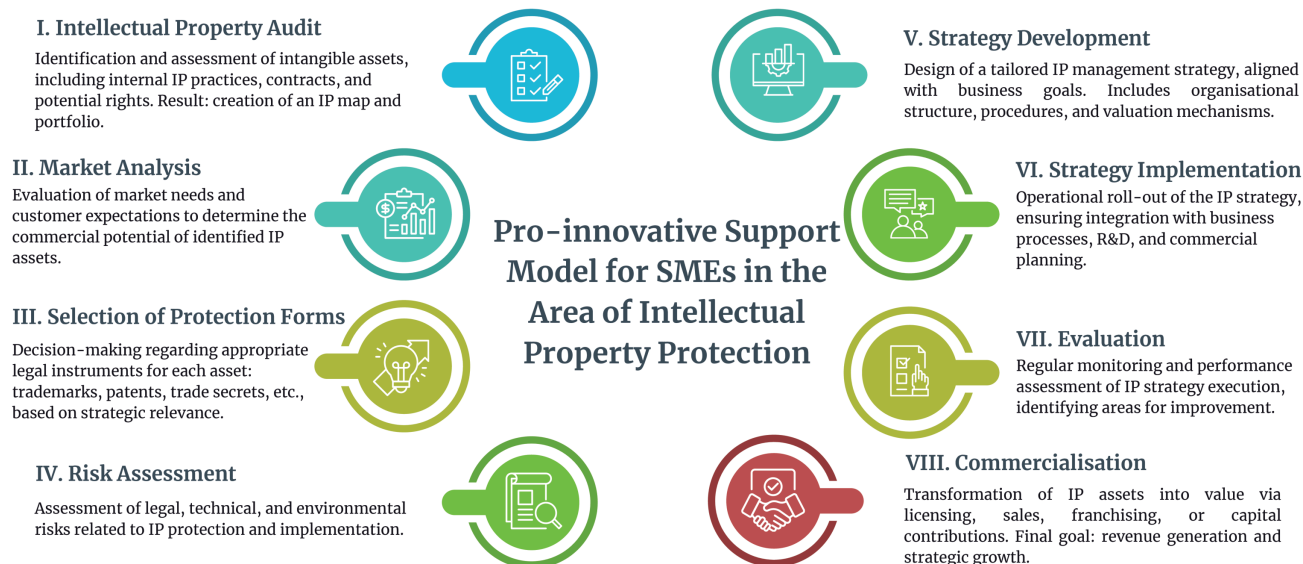 I. Intellectual Property Audit
Identification and assessment of intangible assets,
including internal IP practices, contracts, and
potential rights. Result: creation of an IP map and
portfolio.
II. Market Analysis
Evaluation of market needs and
customer expectations to determine the
commercial potential of identified IP
assets.
III. Selection of Protection Forms
Decision-making regarding appropriate
legal instruments for each asset:
trademarks, patents, trade secrets, etc.,
based on strategic relevance.
IV. Risk Assessment
Assessment of legal, technical, and environmental
risks related to IP protection and implementation.
Pro-innovative Support
Model for SMEs in the
Area of Intellectual
Property Protection
V. Strategy Development
Design of a tailored IP management strategy, aligned
with business goals. Includes organisational
structure, procedures, and valuation mechanisms.
VI. Strategy Implementation
Operational roll-out of the IP strategy,
ensuring integration with business
processes, R&D, and commercial
planning.
VII. Evaluation
Regular monitoring and performance
assessment of IP strategy execution,
identifying areas for improvement.
VIII. Commercialisation
Transformation of IP assets into value via
licensing, sales, franchising, or capital
contributions. Final goal: revenue generation and
strategic growth.